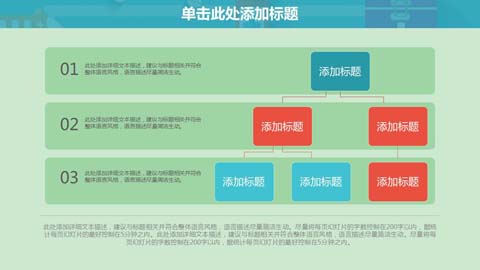 单击此处添加标题
01
此处添加详细文本描述，建议与标题相关并符合
整体语言风格，语言描述尽量简洁生动。
添加标题
02
此处添加详细文本描述，建议与标题相关并符合
整体语言风格，语言描述尽量简洁生动。
添加标题
添加标题
03
此处添加详细文本描述，建议与标题相关并符合
整体语言风格，语言描述尽量简洁生动。
添加标题
添加标题
添加标题
此处添加详细文本描述，建议与标题相关并符合整体语言风格，语言描述尽量简洁生动。尽量将每页幻灯片的字数控制在200字以内，据统
计每页幻灯片的最好控制在5分钟之内。此处添加详细文本描述，建议与标题相关并符合整体语言风格，语言描述尽量简洁生动。尽量将每
页幻灯片的字数控制在200字以内，据统计每页幻灯片的最好控制在5分钟之内。